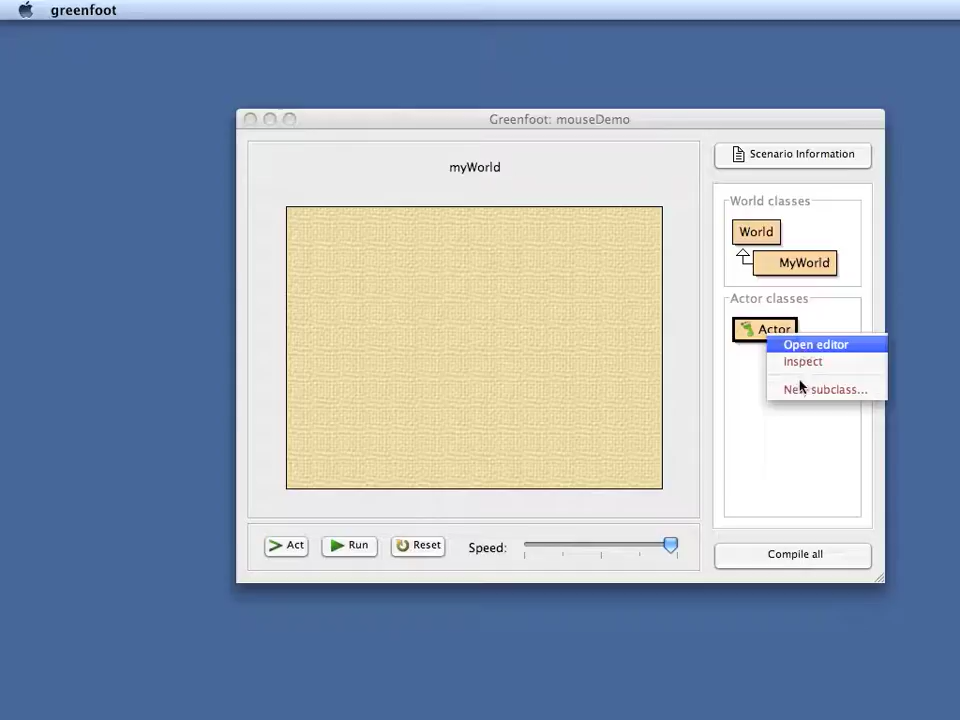 greenfoot
Greenfoot: mouseDemo
myWorld
Scenario Information
World classes
World
MyWorld
Actor classes
Actor
Open editor
Inspect
New subclass...
Act
Run
Reset
Speed:
Compile all